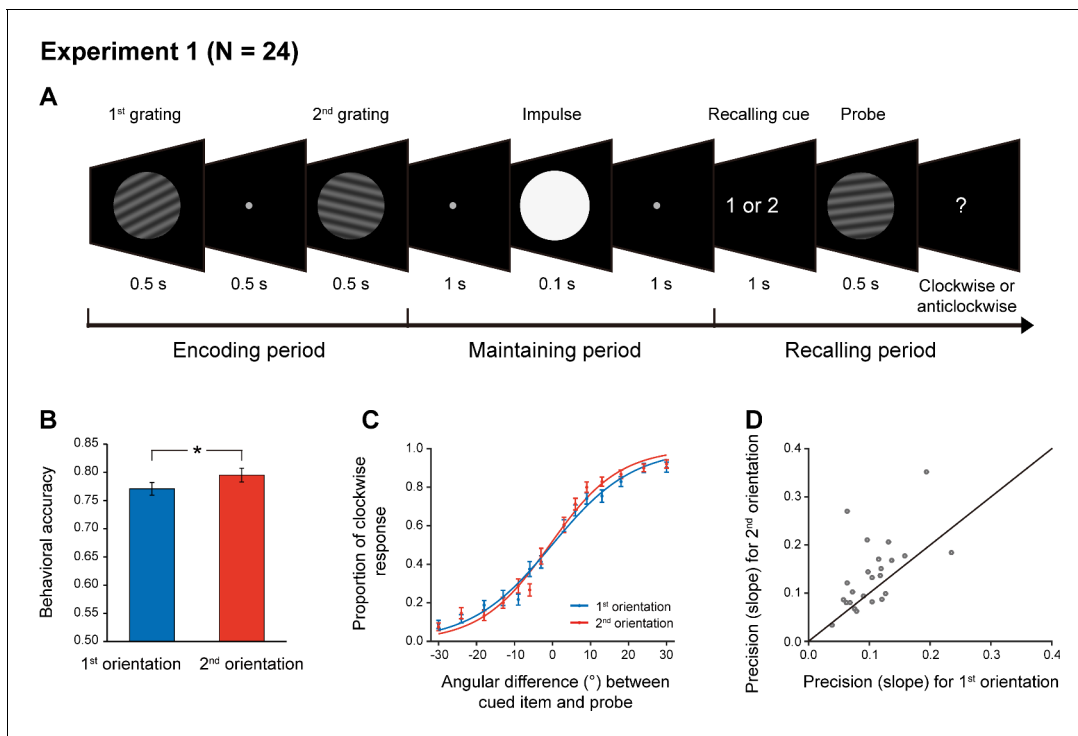 Experiment 1 (N = 24)
A
1st grating
2nd grating
Impulse
Recalling cue
Probe
1 or 2
?
0.5 s
0.5 s
0.5 s
1 s
0.1 s
1 s
1 s
0.5 s
Clockwise or
anticlockwise
Encoding period
Maintaining period
Recalling period
B
Behavioral accuracy
0.85
0.80
0.75
0.70
0.65
0.60
0.55
0.50
*
1st orientation
2nd orientation
C
Proportion of clockwise
response
1.0
0.8
0.6
0.4
0.2
0.0
1st orientation
2nd orientation
-30
-20
-10
0
10
20
30
Angular difference (°) between
cued item and probe
D
Precision (slope) for 2nd orientation
0.4
0.3
0.2
0.1
0.0
0.0
0.1
0.2
0.3
0.4
Precision (slope) for 1st orientation